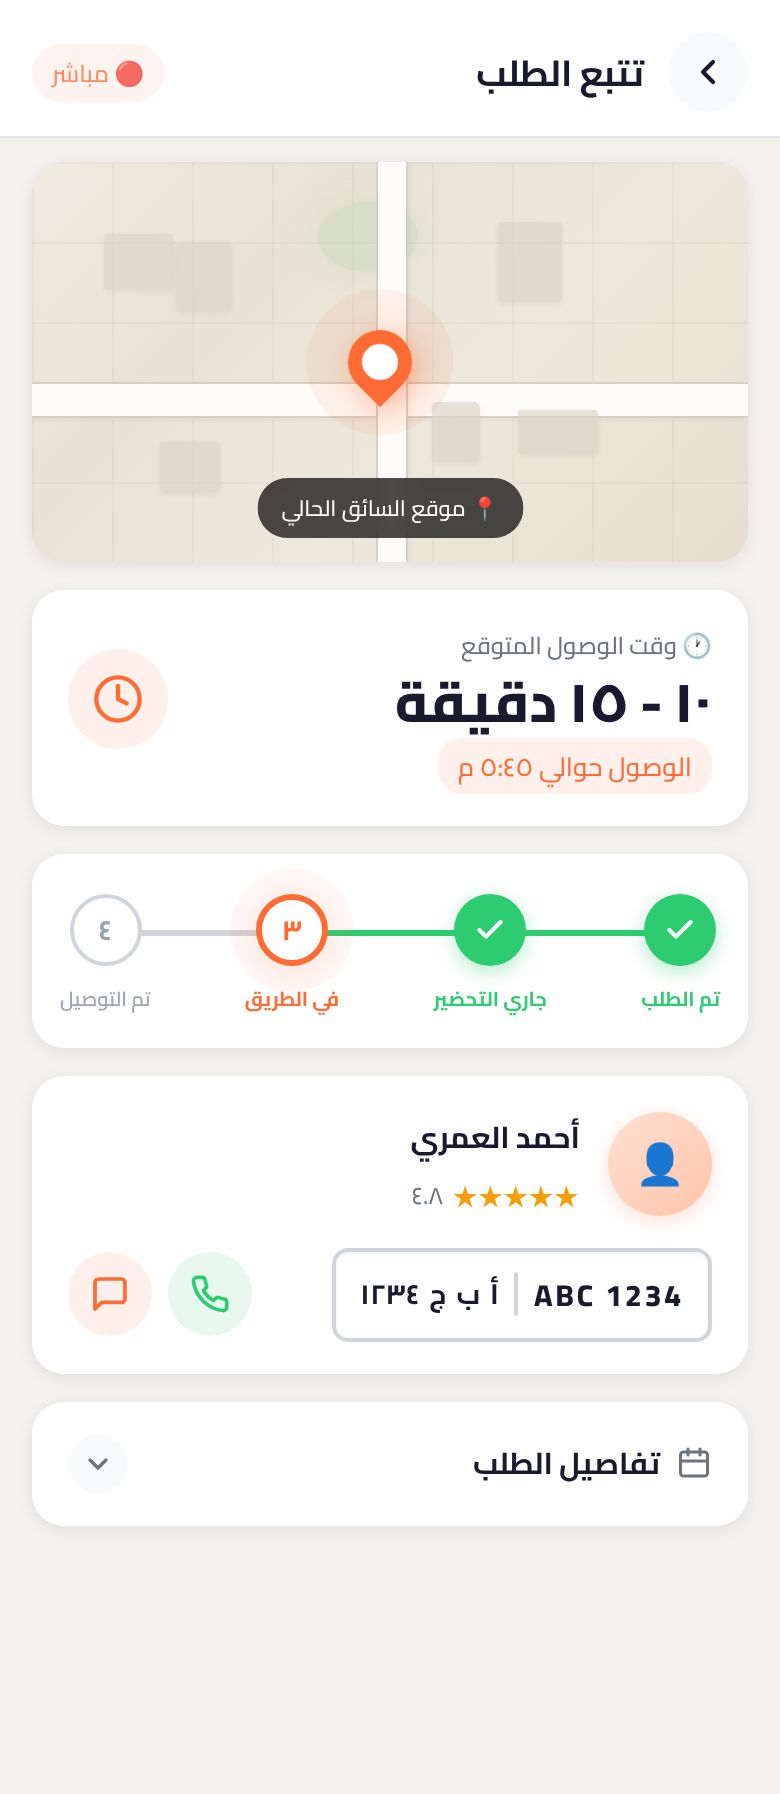 تتبع الطلب
مباشر
موقع السائق الحالي
وقت الوصول المتوقع
١٠ - ١٥ دقيقة
الوصول حوالي ٥:٤٥ م
٣
٤
تم الطلب
جاري التحضير
في الطريق
تم التوصيل
أحمد العمري
★★★★★ ٤.٨
ABC 1234
أ ب ج ١٢٣٤
تفاصيل الطلب